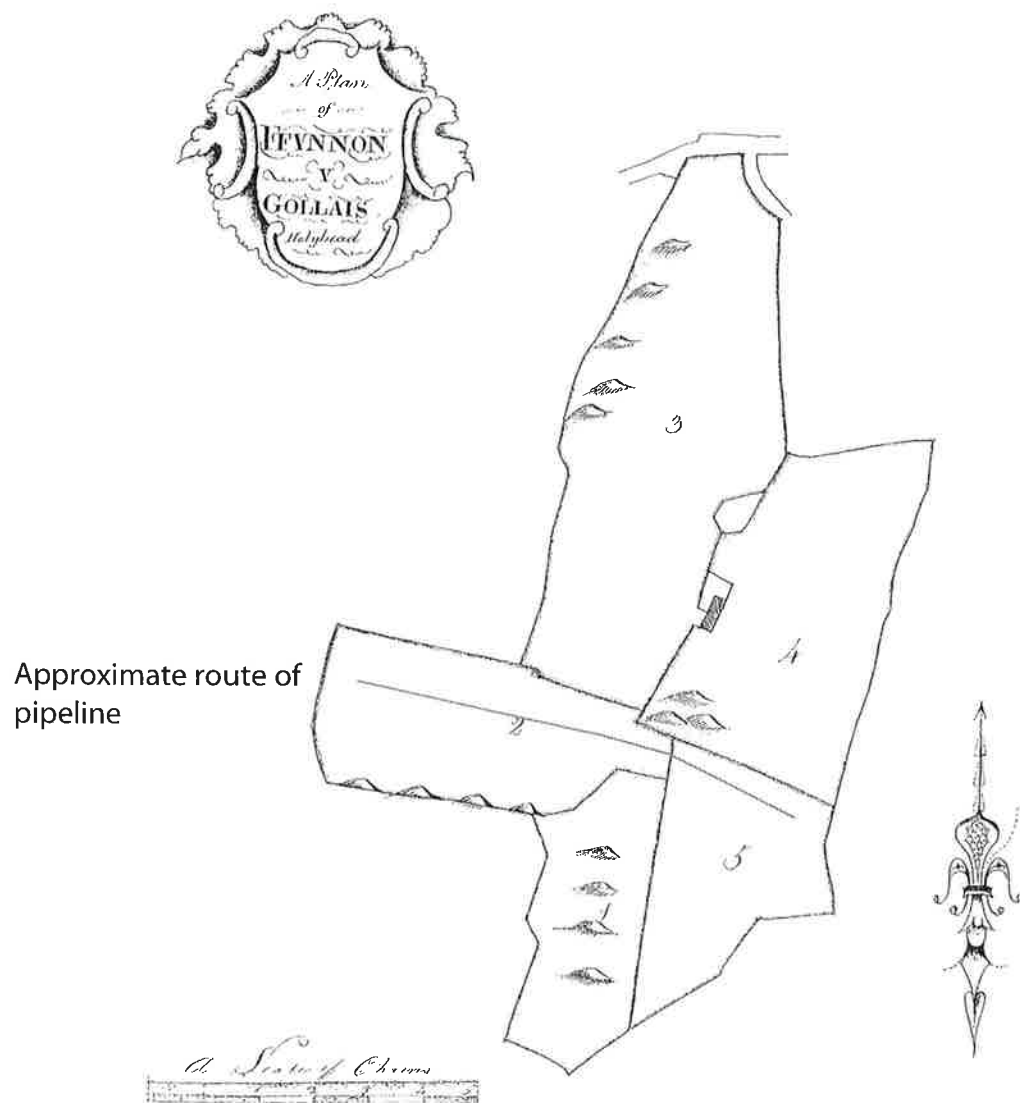 A Plan
of
FFYNNON
Y
GOLLAIS
Holyhead
3
4
Approximate route of
pipeline
2
5
1
A Scale of Chains